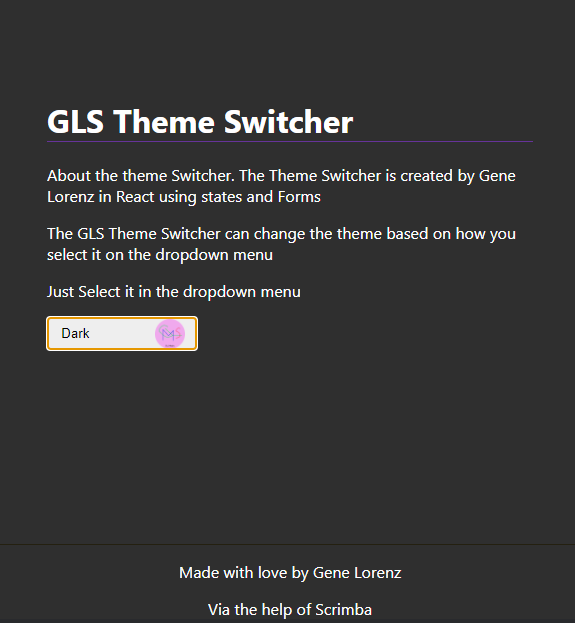 GLS Theme Switcher
About the theme Switcher. The Theme Switcher is created by Gene
Lorenz in React using states and Forms
The GLS Theme Switcher can change the theme based on how you
select it on the dropdown menu
Just Select it in the dropdown menu
Dark
Made with love by Gene Lorenz
Via the help of Scrimba